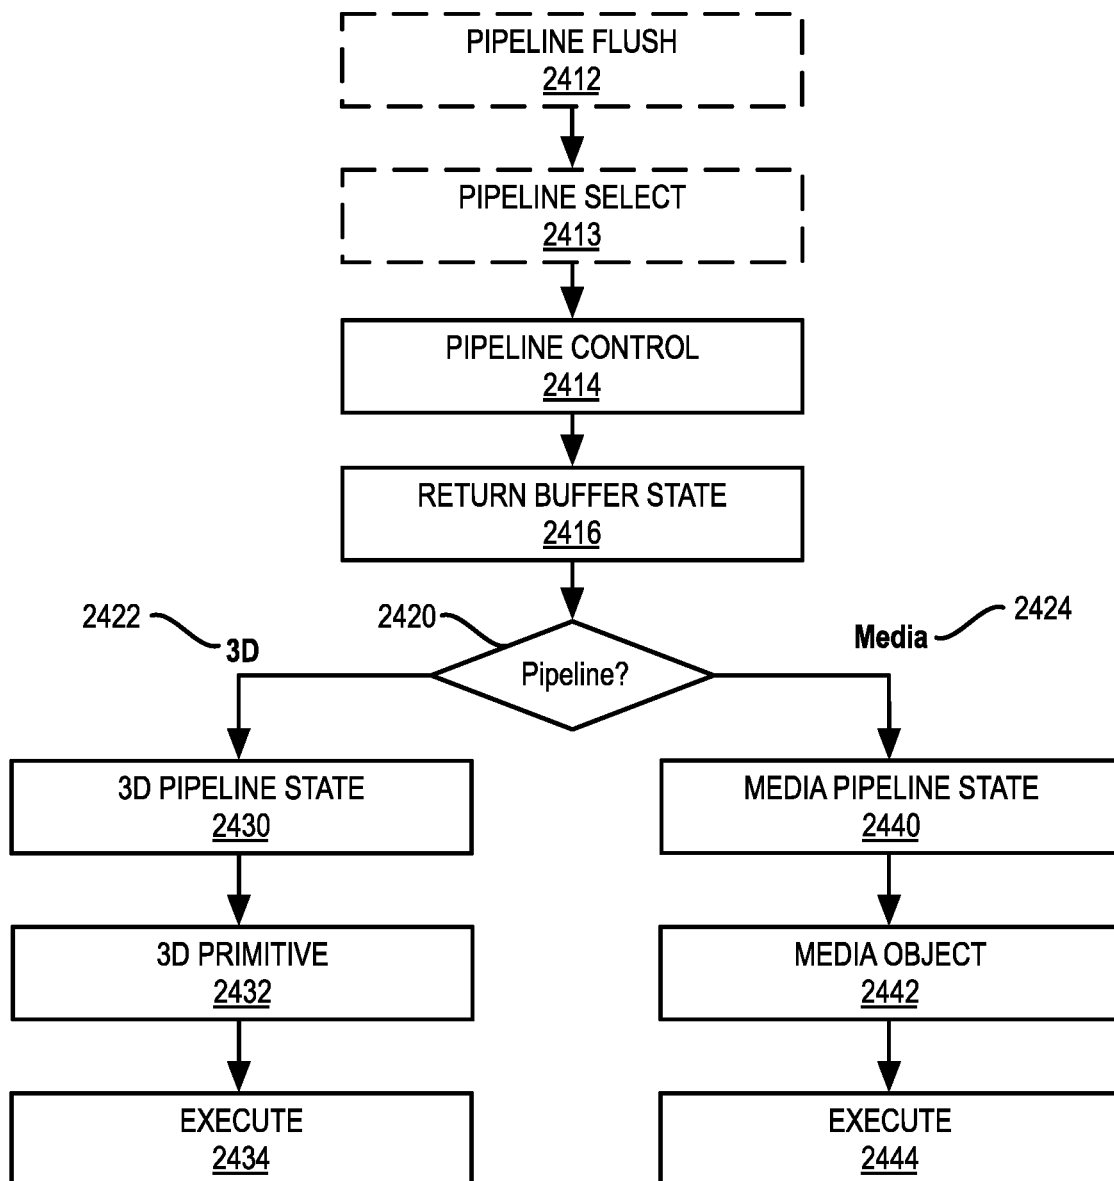 PIPELINE FLUSH
2412
PIPELINE SELECT
2413
PIPELINE CONTROL
2414
RETURN BUFFER STATE
2416
2422
3D
2420
Pipeline?
Media
2424
3D PIPELINE STATE
2430
MEDIA PIPELINE STATE
2440
3D PRIMITIVE
2432
MEDIA OBJECT
2442
EXECUTE
2434
EXECUTE
2444